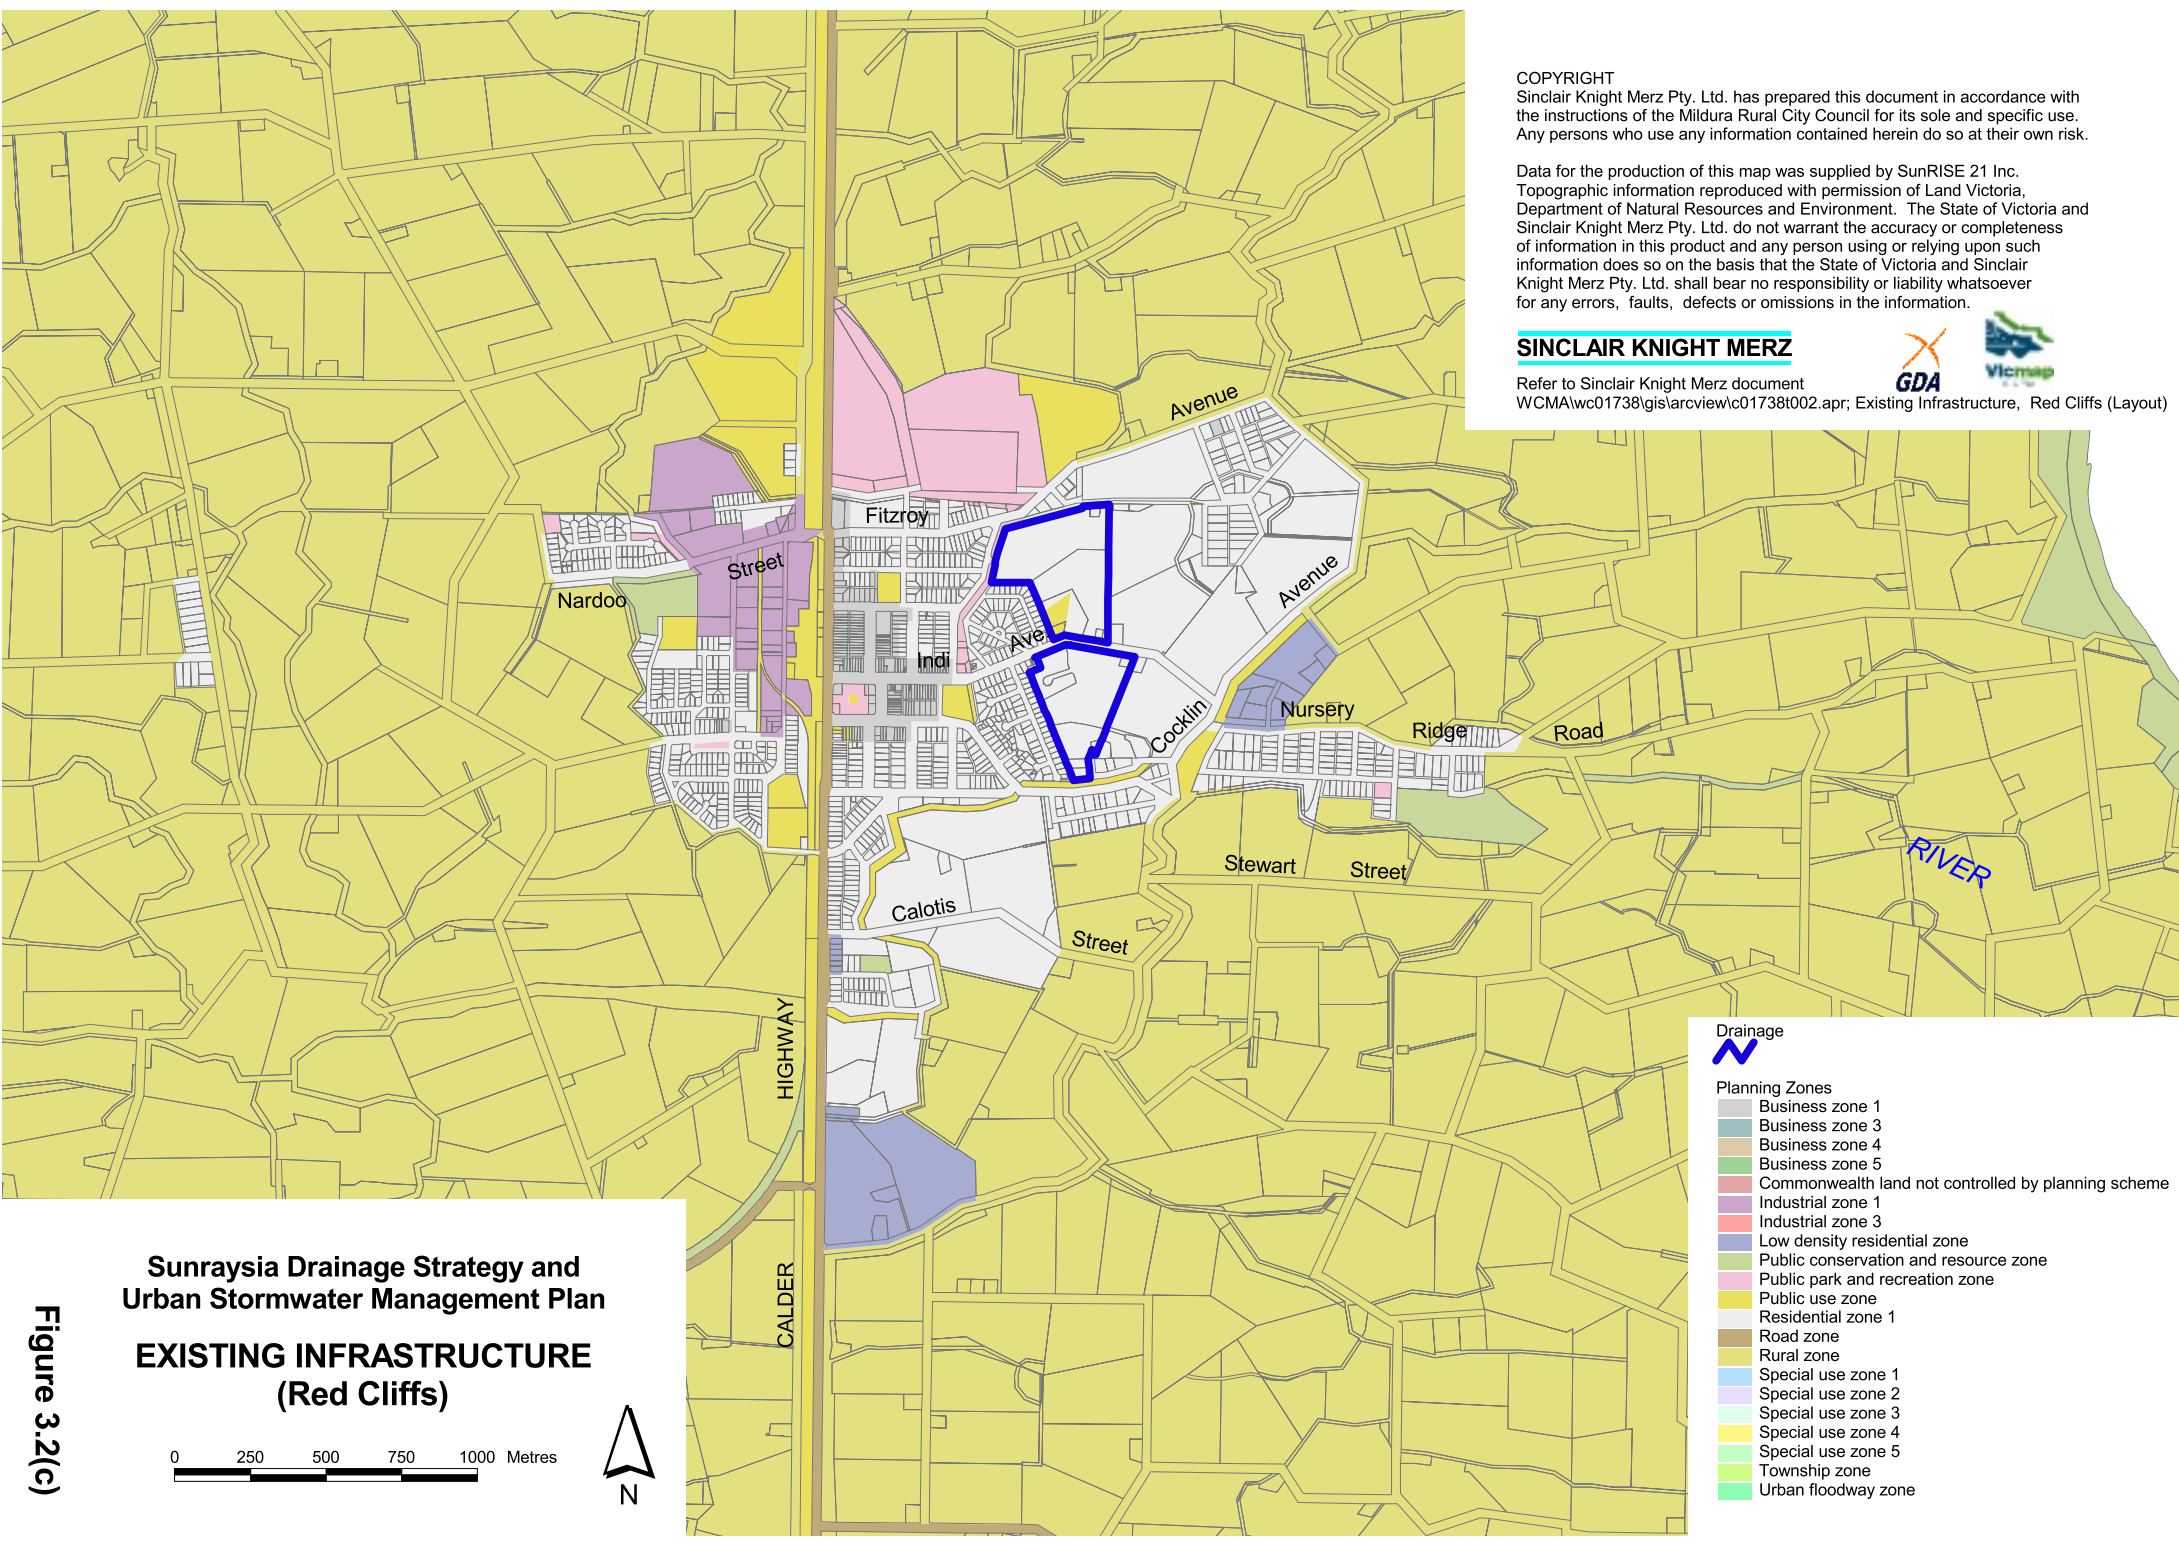 COPYRIGHT
Sinclair Knight Merz Pty. Ltd. has prepared this document in accordance with
the instructions of the Mildura Rural City Council for its sole and specific use.
Any persons who use any information contained herein do so at their own risk.
Data for the production of this map was supplied by SunRISE 21 Inc.
Topographic information reproduced with permission of Land Victoria,
Department of Natural Resources and Environment.  The State of Victoria and
Sinclair Knight Merz Pty. Ltd. do not warrant the accuracy or completeness
of information in this product and any person using or relying upon such
information does so on the basis that the State of Victoria and Sinclair
Knight Merz Pty. Ltd. shall bear no responsibility or liability whatsoever
for any errors,  faults,  defects or omissions in the information.
SINCLAIR KNIGHT MERZ
GDA
Vicmap
Refer to Sinclair Knight Merz document
WCMA\wc01738\gis\arcview\c01738t002.apr; Existing Infrastructure,  Red Cliffs (Layout)
Avenue
Fitzroy
Street
Avenue
Nardoo
Ave
Indi
Cocklin
Nursery
Ridge
Road
RIVER
Stewart
Street
Calotis
Street
HIGHWAY
CALDER
Drainage
Planning Zones
Business zone 1
Business zone 3
Business zone 4
Business zone 5
Commonwealth land not controlled by planning scheme
Industrial zone 1
Industrial zone 3
Low density residential zone
Public conservation and resource zone
Public park and recreation zone
Public use zone
Residential zone 1
Road zone
Rural zone
Special use zone 1
Special use zone 2
Special use zone 3
Special use zone 4
Special use zone 5
Township zone
Urban floodway zone
Sunraysia Drainage Strategy and
Urban Stormwater Management Plan
EXISTING INFRASTRUCTURE
(Red Cliffs)
Figure 3.2(c)
0 250 500 750 1000 Metres
N